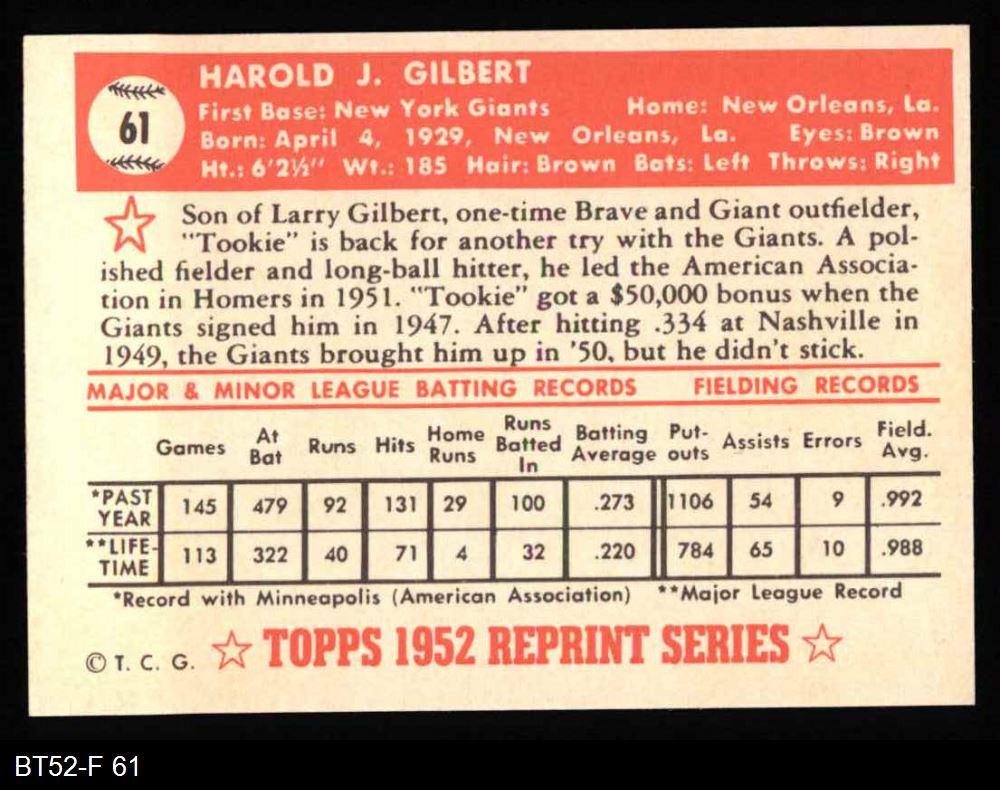 61
HAROLD J. GILBERT
First Base: New York Giants Home: New Orleans, La.
Born: April 4, 1929, New Orleans, La. Eyes: Brown
Ht.: 6'2½" Wt.: 185 Hair: Brown Bats: Left Throws: Right
Son of Larry Gilbert, one-time Brave and Giant outfielder,
"Tookie" is back for another try with the Giants. A pol-
ished fielder and long-ball hitter, he led the American Associa-
tion in Homers in 1951. "Tookie" got a $50,000 bonus when the
Giants signed him in 1947. After hitting .334 at Nashville in
1949, the Giants brought him up in '50, but he didn't stick.
MAJOR & MINOR LEAGUE BATTING RECORDS FIELDING RECORDS
Games At Bat Runs Hits Home Runs Runs Batted In Batting Average Put-outs Assists Errors Field. Avg.
*PAST YEAR 145 479 92 131 29 100 .273 1106 54 9 .992
**LIFE-TIME 113 322 40 71 4 32 .220 784 65 10 .988
*Record with Minneapolis (American Association) **Major League Record
© T. C. G. TOPPS 1952 REPRINT SERIES
BT52-F 61